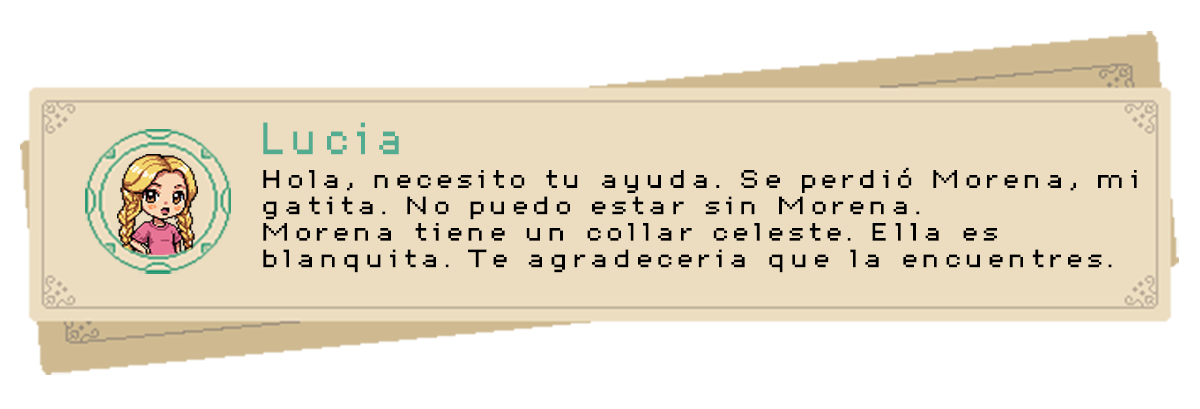 Lucia
Hola, necesito tu ayuda. Se perdió Morena, mi
gatita. No puedo estar sin Morena.
Morena tiene un collar celeste. Ella es
blanquita. Te agradeceria que la encuentres.